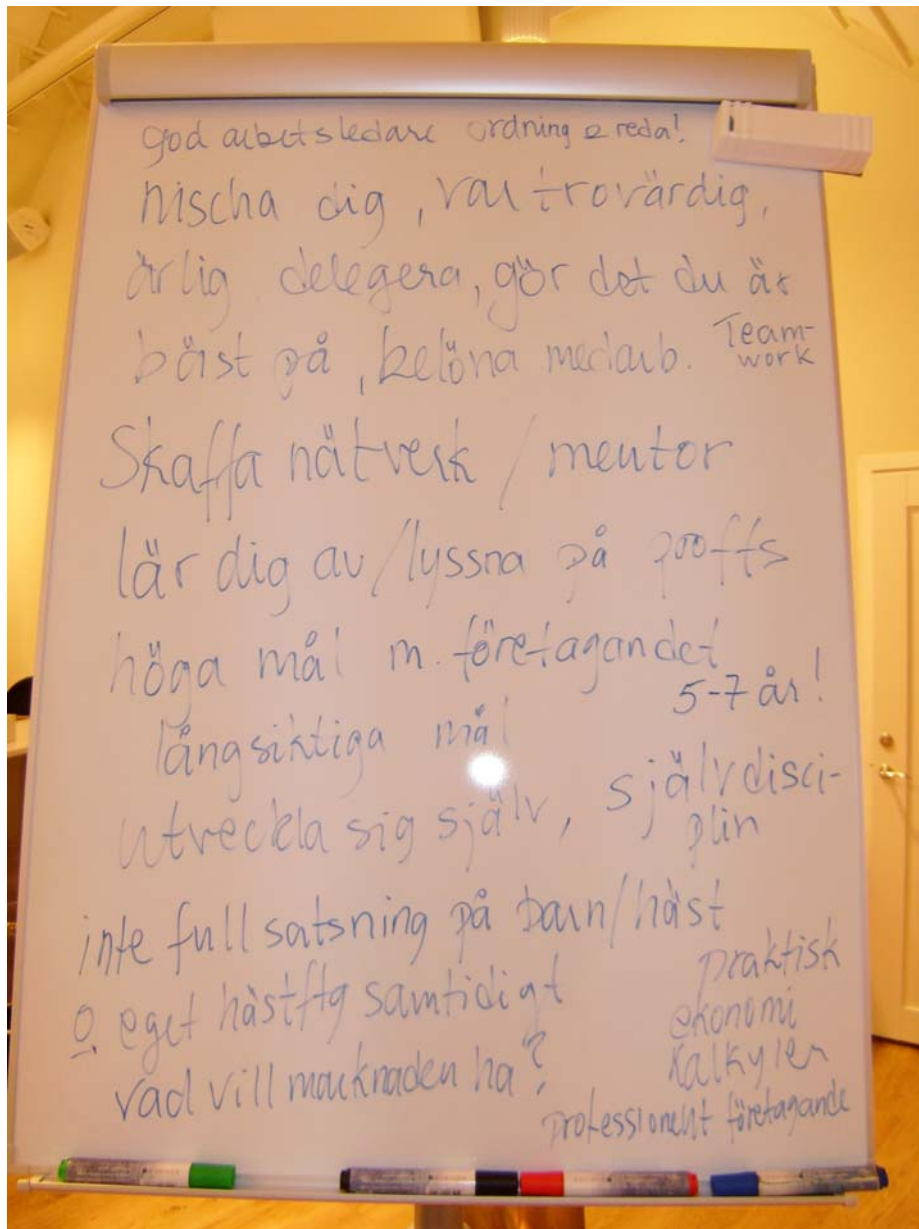 god arbetsledare ordning o reda!
nischa dig, var trovärdig,
ärlig delegera, gör det du är
bäst på, belöna medarb. Team-
work
Skaffa nätverk / mentor
lär dig av/lyssna på prooffs
höga mål m. företagandet
5-7 år!
långsiktiga mål
utveckla sig själv, självdisci-
plin
inte full satsning på barn/häst
o eget hästftg samtidigt
vad vill marknaden ha?
praktisk
ekonomi
kalkyler
professionellt företagande